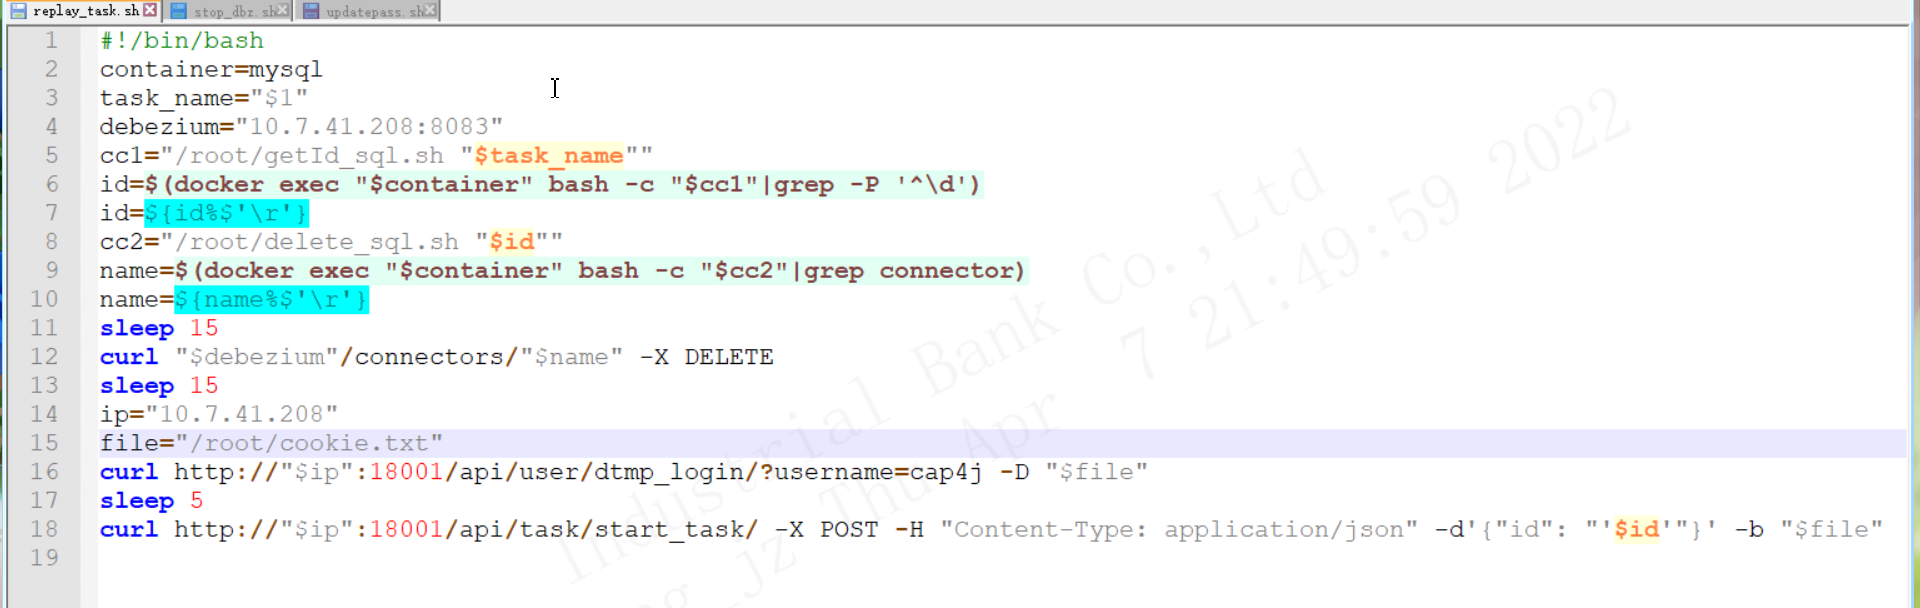 replay_task.sh stop_dbz.sh updatepass.sh
1 #!/bin/bash
2 container=mysql
3 task_name="$1"
4 debezium="10.7.41.208:8083"
5 cc1="/root/getId_sql.sh "$task_name""
6 id=$(docker exec "$container" bash -c "$cc1"|grep -P '^\d')
7 id=${id%$'\r'}
8 cc2="/root/delete_sql.sh "$id""
9 name=$(docker exec "$container" bash -c "$cc2"|grep connector)
10 name=${name%$'\r'}
11 sleep 15
12 curl "$debezium"/connectors/"$name" -X DELETE
13 sleep 15
14 ip="10.7.41.208"
15 file="/root/cookie.txt"
16 curl http://"$ip":18001/api/user/dtmp_login/?username=cap4j -D "$file"
17 sleep 5
18 curl http://"$ip":18001/api/task/start_task/ -X POST -H "Content-Type: application/json" -d'{"id": "'$id'"}' -b "$file"
19
Industrial Bank Co.,Ltd
Thu Apr 7 21:49:59 2022